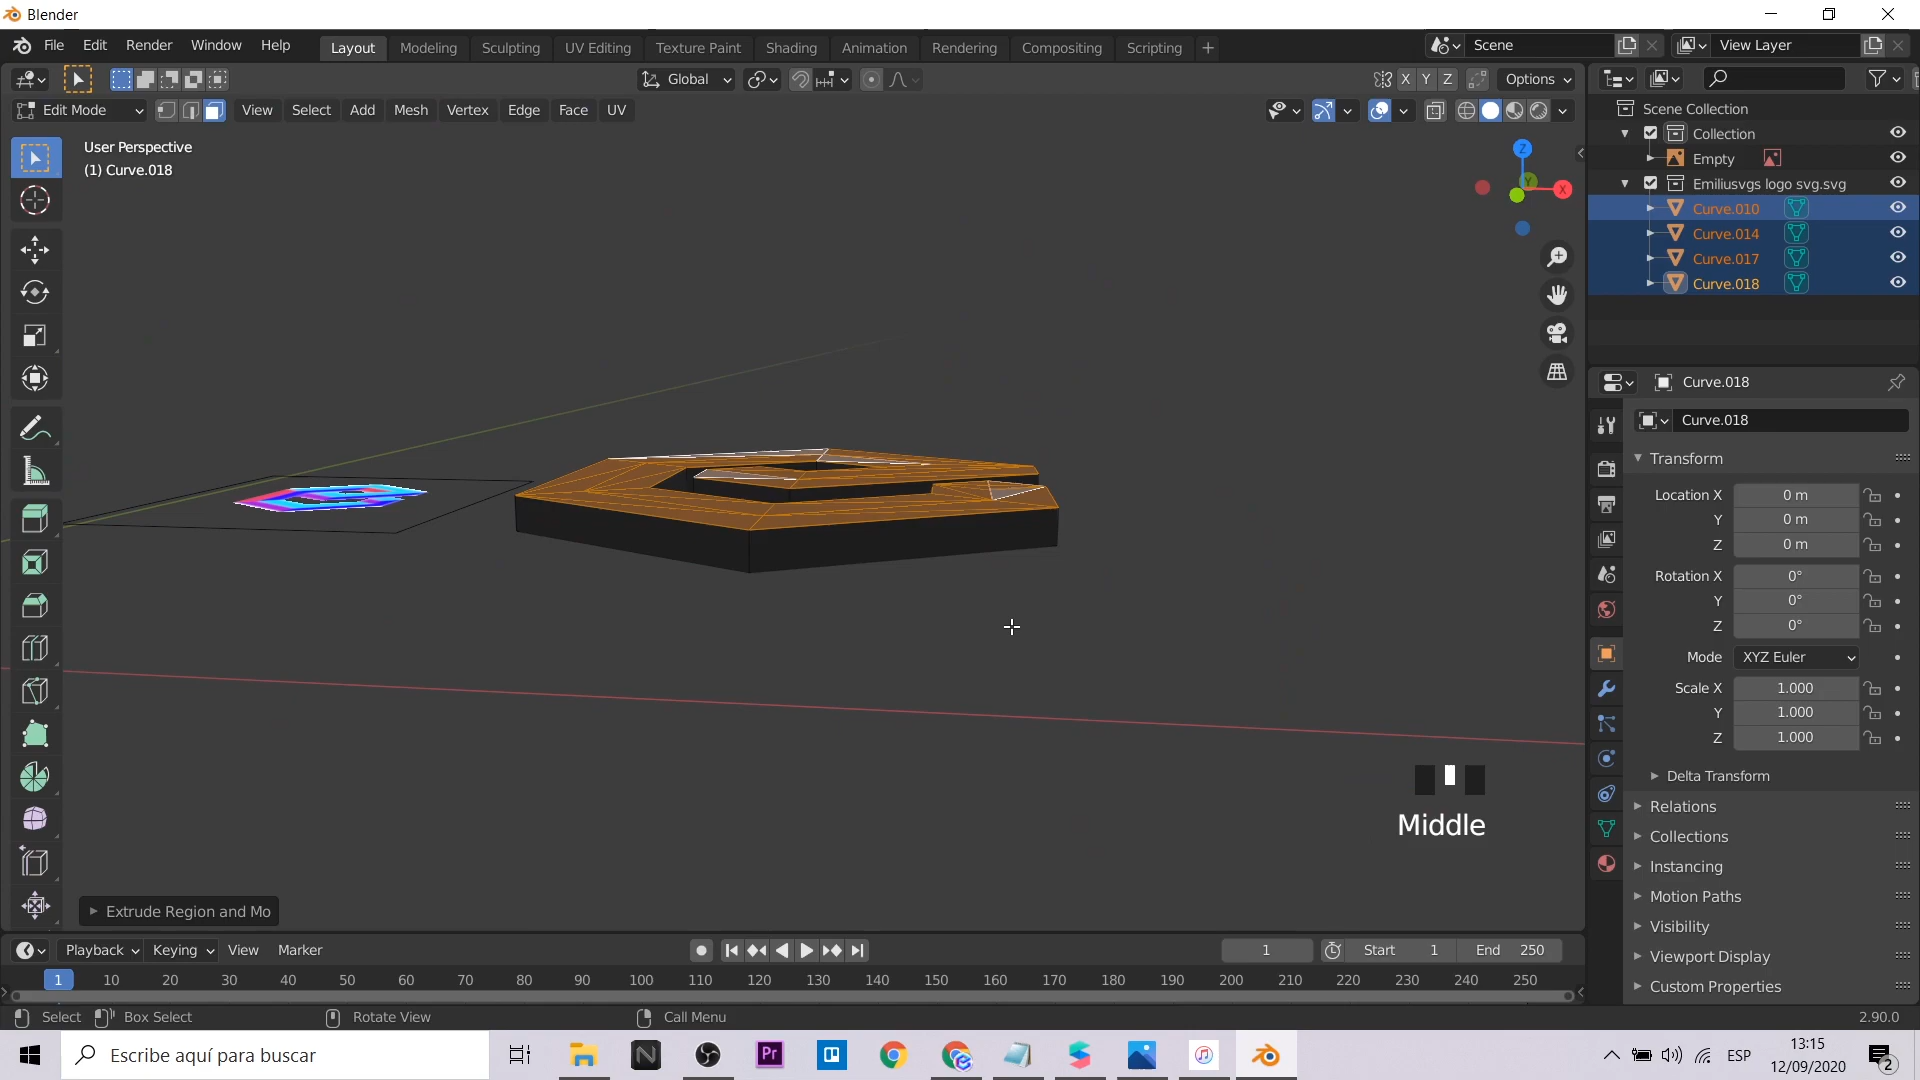 Blender
File Edit Render Window Help Layout Modeling Sculpting UV Editing Texture Paint Shading Animation Rendering Compositing Scripting + Scene View Layer
Global X Y Z Options
Edit Mode View Select Add Mesh Vertex Edge Face UV
User Perspective
(1) Curve.018
Z
Y
X
Scene Collection
Collection
Empty
Emiliusvgs logo svg.svg
Curve.010
Curve.014
Curve.017
Curve.018
Curve.018
Curve.018
Transform
Location X 0 m
Y 0 m
Z 0 m
Rotation X 0°
Y 0°
Z 0°
Mode XYZ Euler
Scale X 1.000
Y 1.000
Z 1.000
Delta Transform
Relations
Collections
Instancing
Motion Paths
Visibility
Viewport Display
Custom Properties
Middle
Extrude Region and Mo
Playback Keying View Marker 1 Start 1 End 250
1 10 20 30 40 50 60 70 80 90 100 110 120 130 140 150 160 170 180 190 200 210 220 230 240 250
Select Box Select Rotate View Call Menu 2.90.0
Escribe aquí para buscar
N
Pr
ESP
13:15
12/09/2020
2